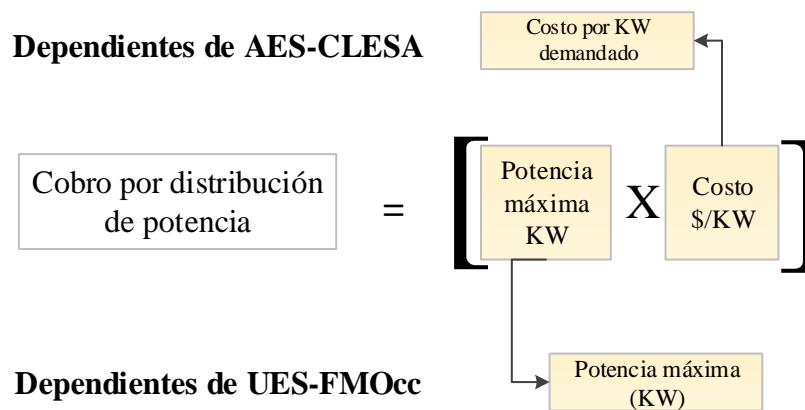 Dependientes de AES-CLESA
Costo por KW
demandado
Cobro por distribución
de potencia
=
[
Potencia
máxima
KW
X
Costo
$/KW
]
Dependientes de UES-FMOcc
Potencia máxima
(KW)